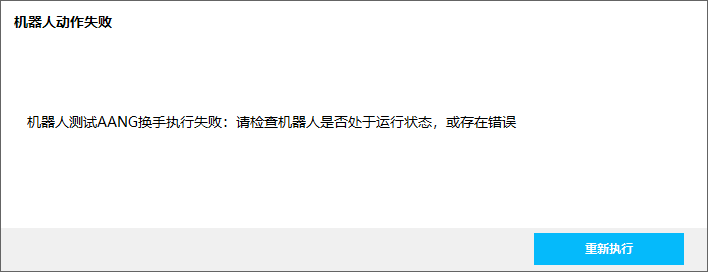 机器人动作失败
机器人测试AANG换手执行失败：请检查机器人是否处于运行状态，或存在错误
重新执行